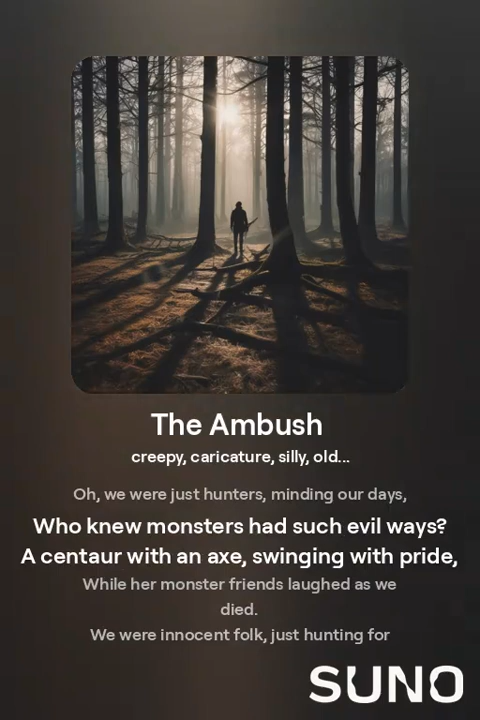 The Ambush
creepy, caricature, silly, old...
Oh, we were just hunters, minding our days,
Who knew monsters had such evil ways?
A centaur with an axe, swinging with pride,
While her monster friends laughed as we
died.
We were innocent folk, just hunting for
SUNO